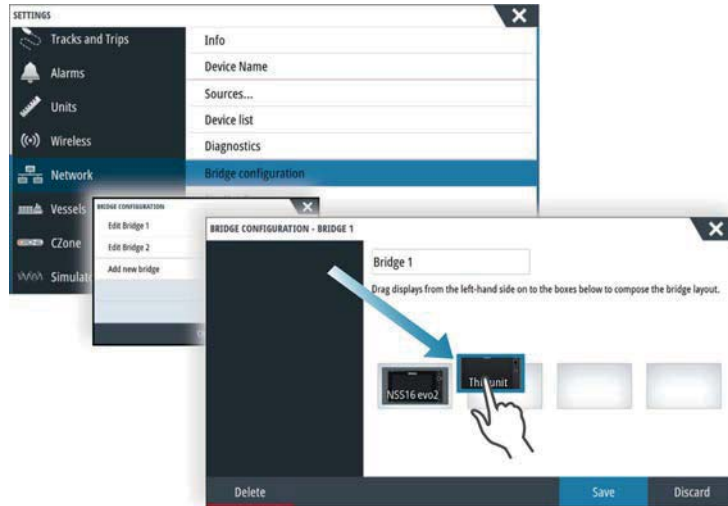 SETTINGS
Tracks and Trips
Alarms
Units
Wireless
Network
Vessels
CZone
Info
Device Name
Sources...
Device list
Diagnostics
Bridge configuration
BRIDGE CONFIGURATION
Edit Bridge 1
Edit Bridge 2
Add new bridge
BRIDGE CONFIGURATION - BRIDGE 1
Bridge 1
Drag displays from the left-hand side on to the boxes below to compose the bridge layout.
NSS16 evo2
unit
Delete
Save
Discard